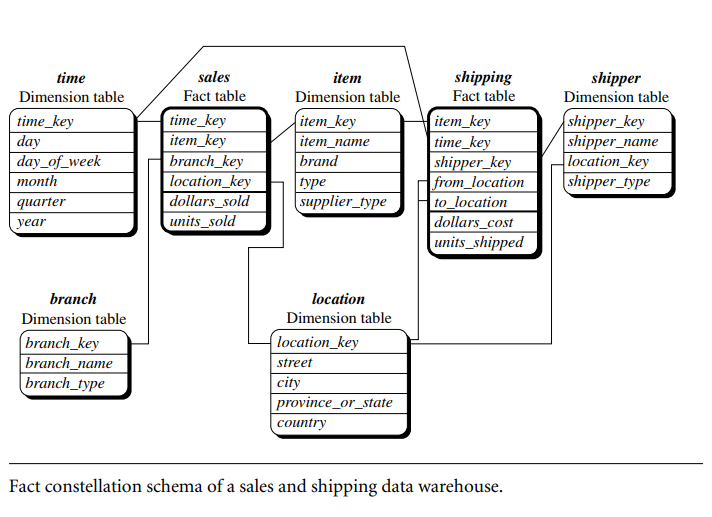 time
Dimension table
time_key
day
day_of_week
month
quarter
year
sales
Fact table
time_key
item_key
branch_key
location_key
dollars_sold
units_sold
item
Dimension table
item_key
item_name
brand
type
supplier_type
shipping
Fact table
item_key
time_key
shipper_key
from_location
to_location
dollars_cost
units_shipped
shipper
Dimension table
shipper_key
shipper_name
location_key
shipper_type
branch
Dimension table
branch_key
branch_name
branch_type
location
Dimension table
location_key
street
city
province_or_state
country
Fact constellation schema of a sales and shipping data warehouse.